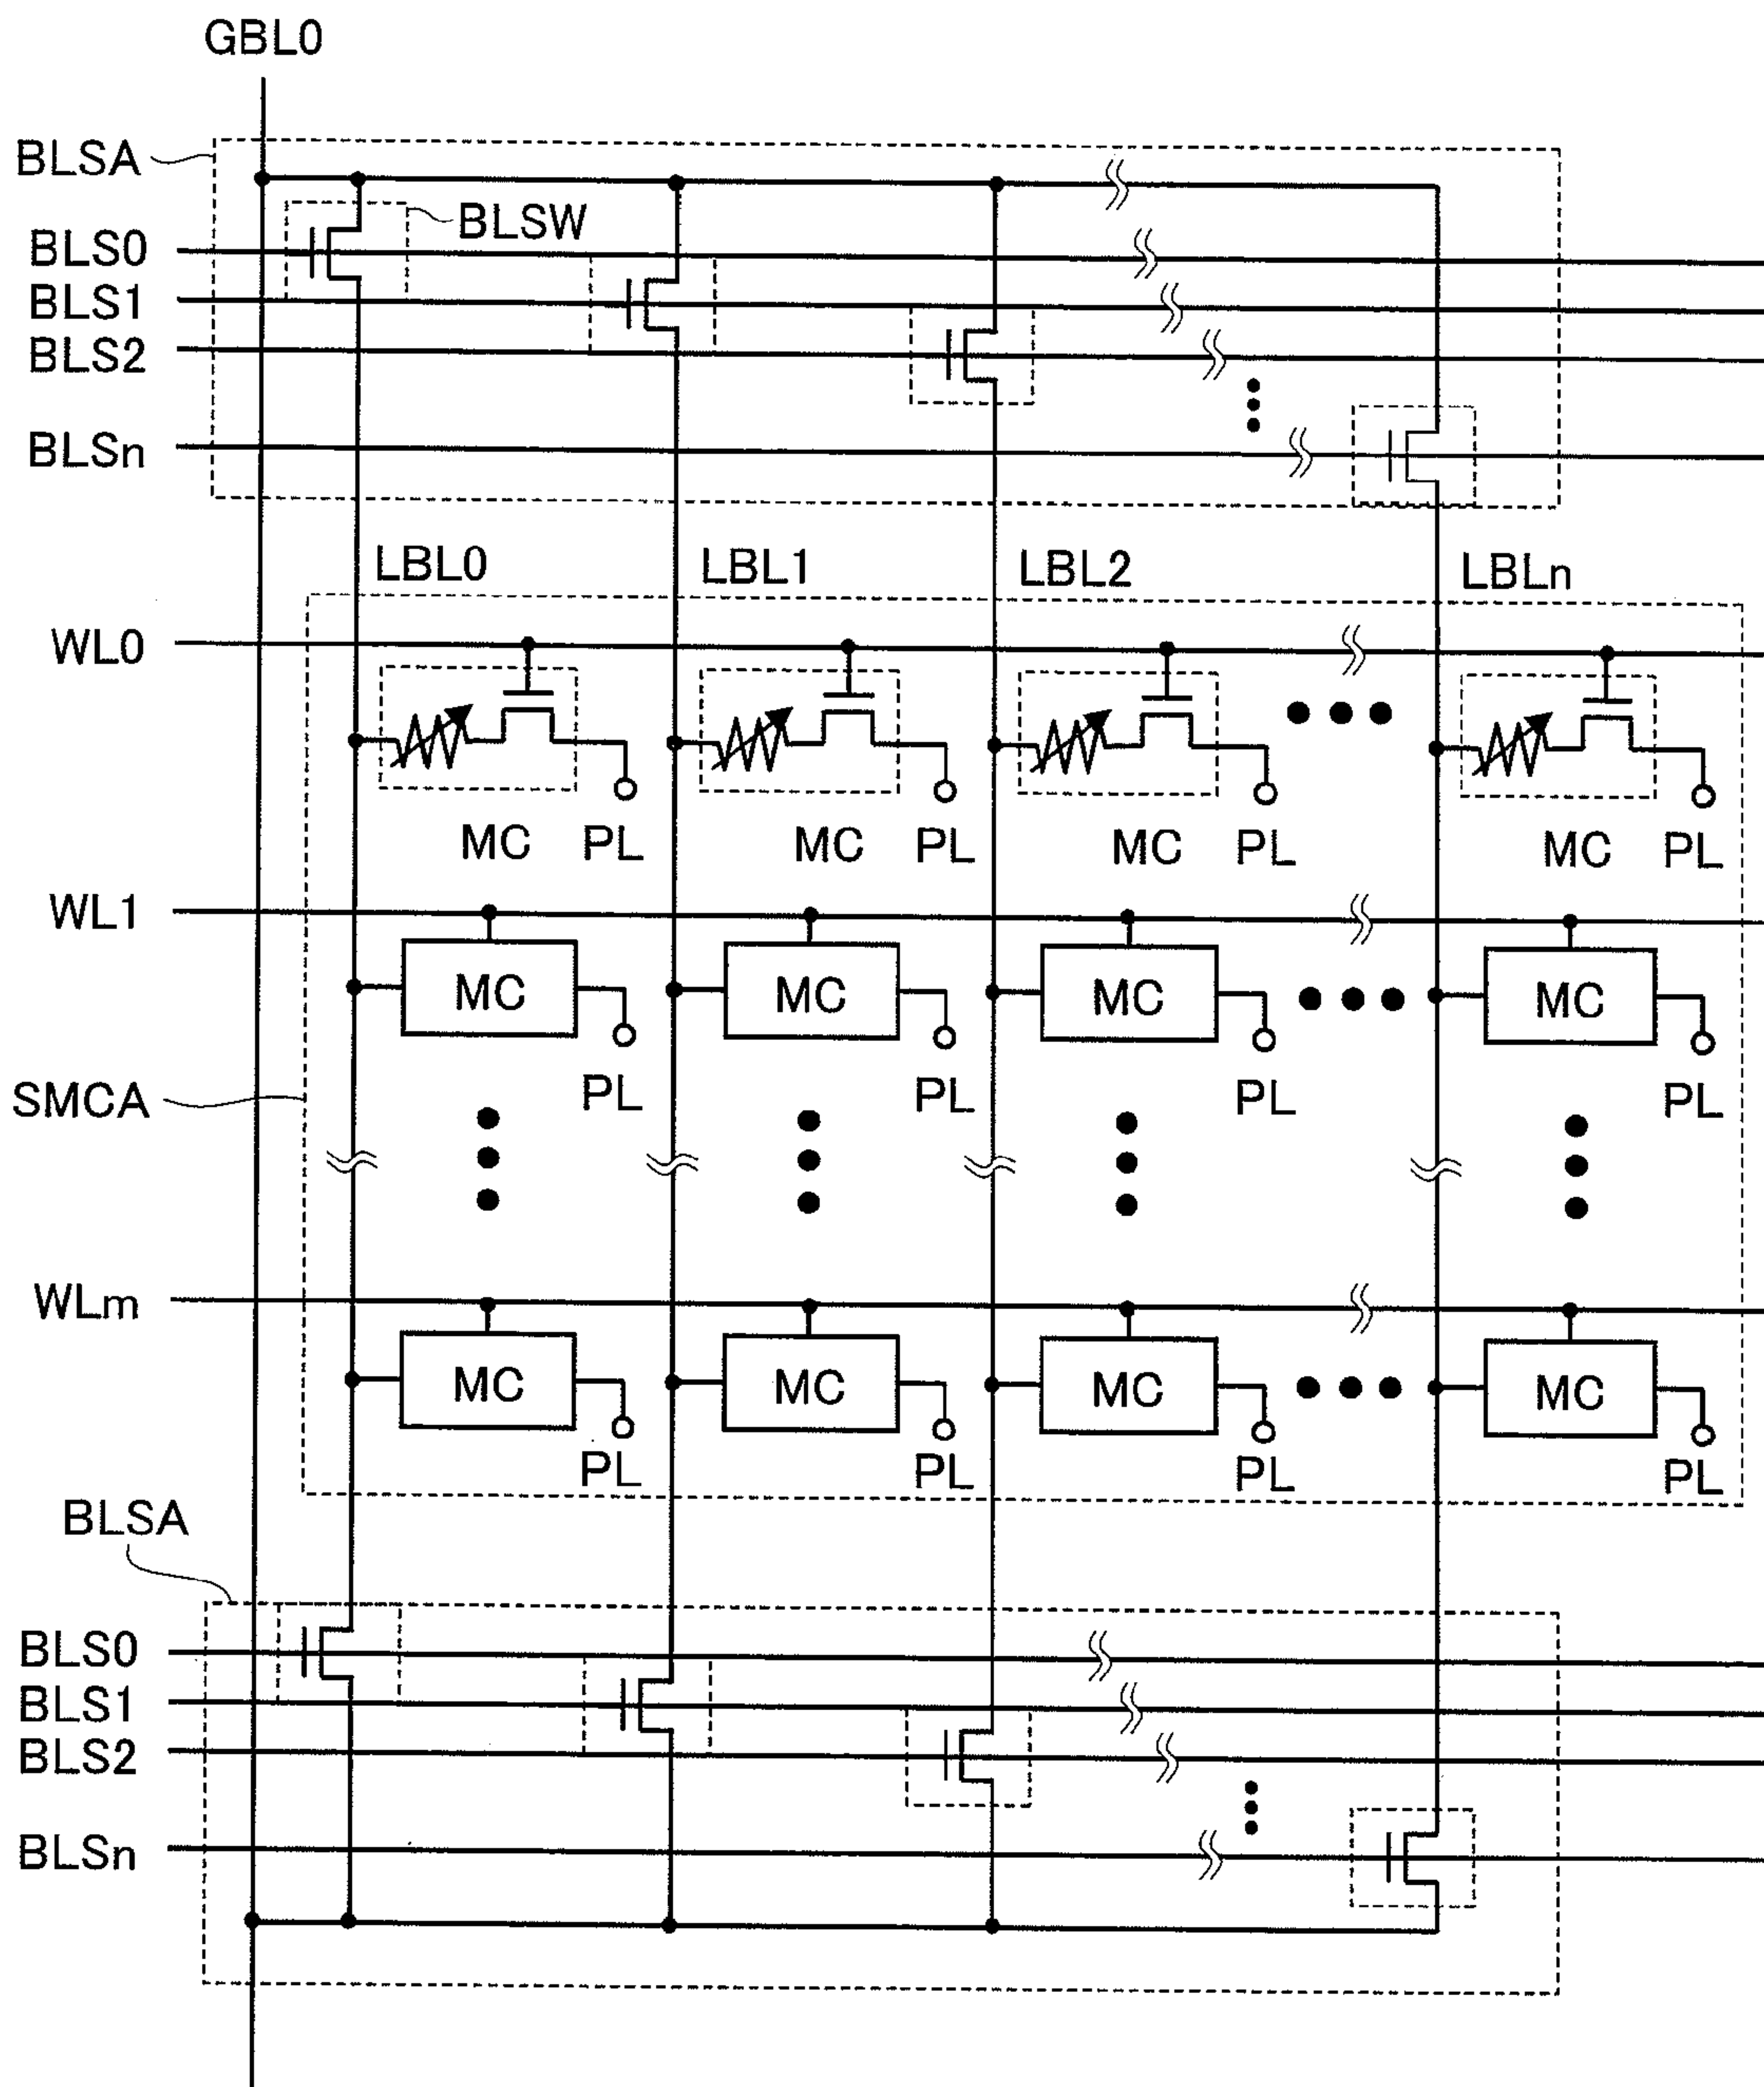 GBL0
BLSA
BLSW
BLS0
BLS1
BLS2
BLSn
LBL0 LBL1 LBL2 LBLn
WL0
MC PL MC PL MC PL MC PL
WL1
MC MC MC MC
SMCA
PL PL PL PL
WLm
MC MC MC MC
PL PL PL PL
BLSA
BLS0
BLS1
BLS2
BLSn